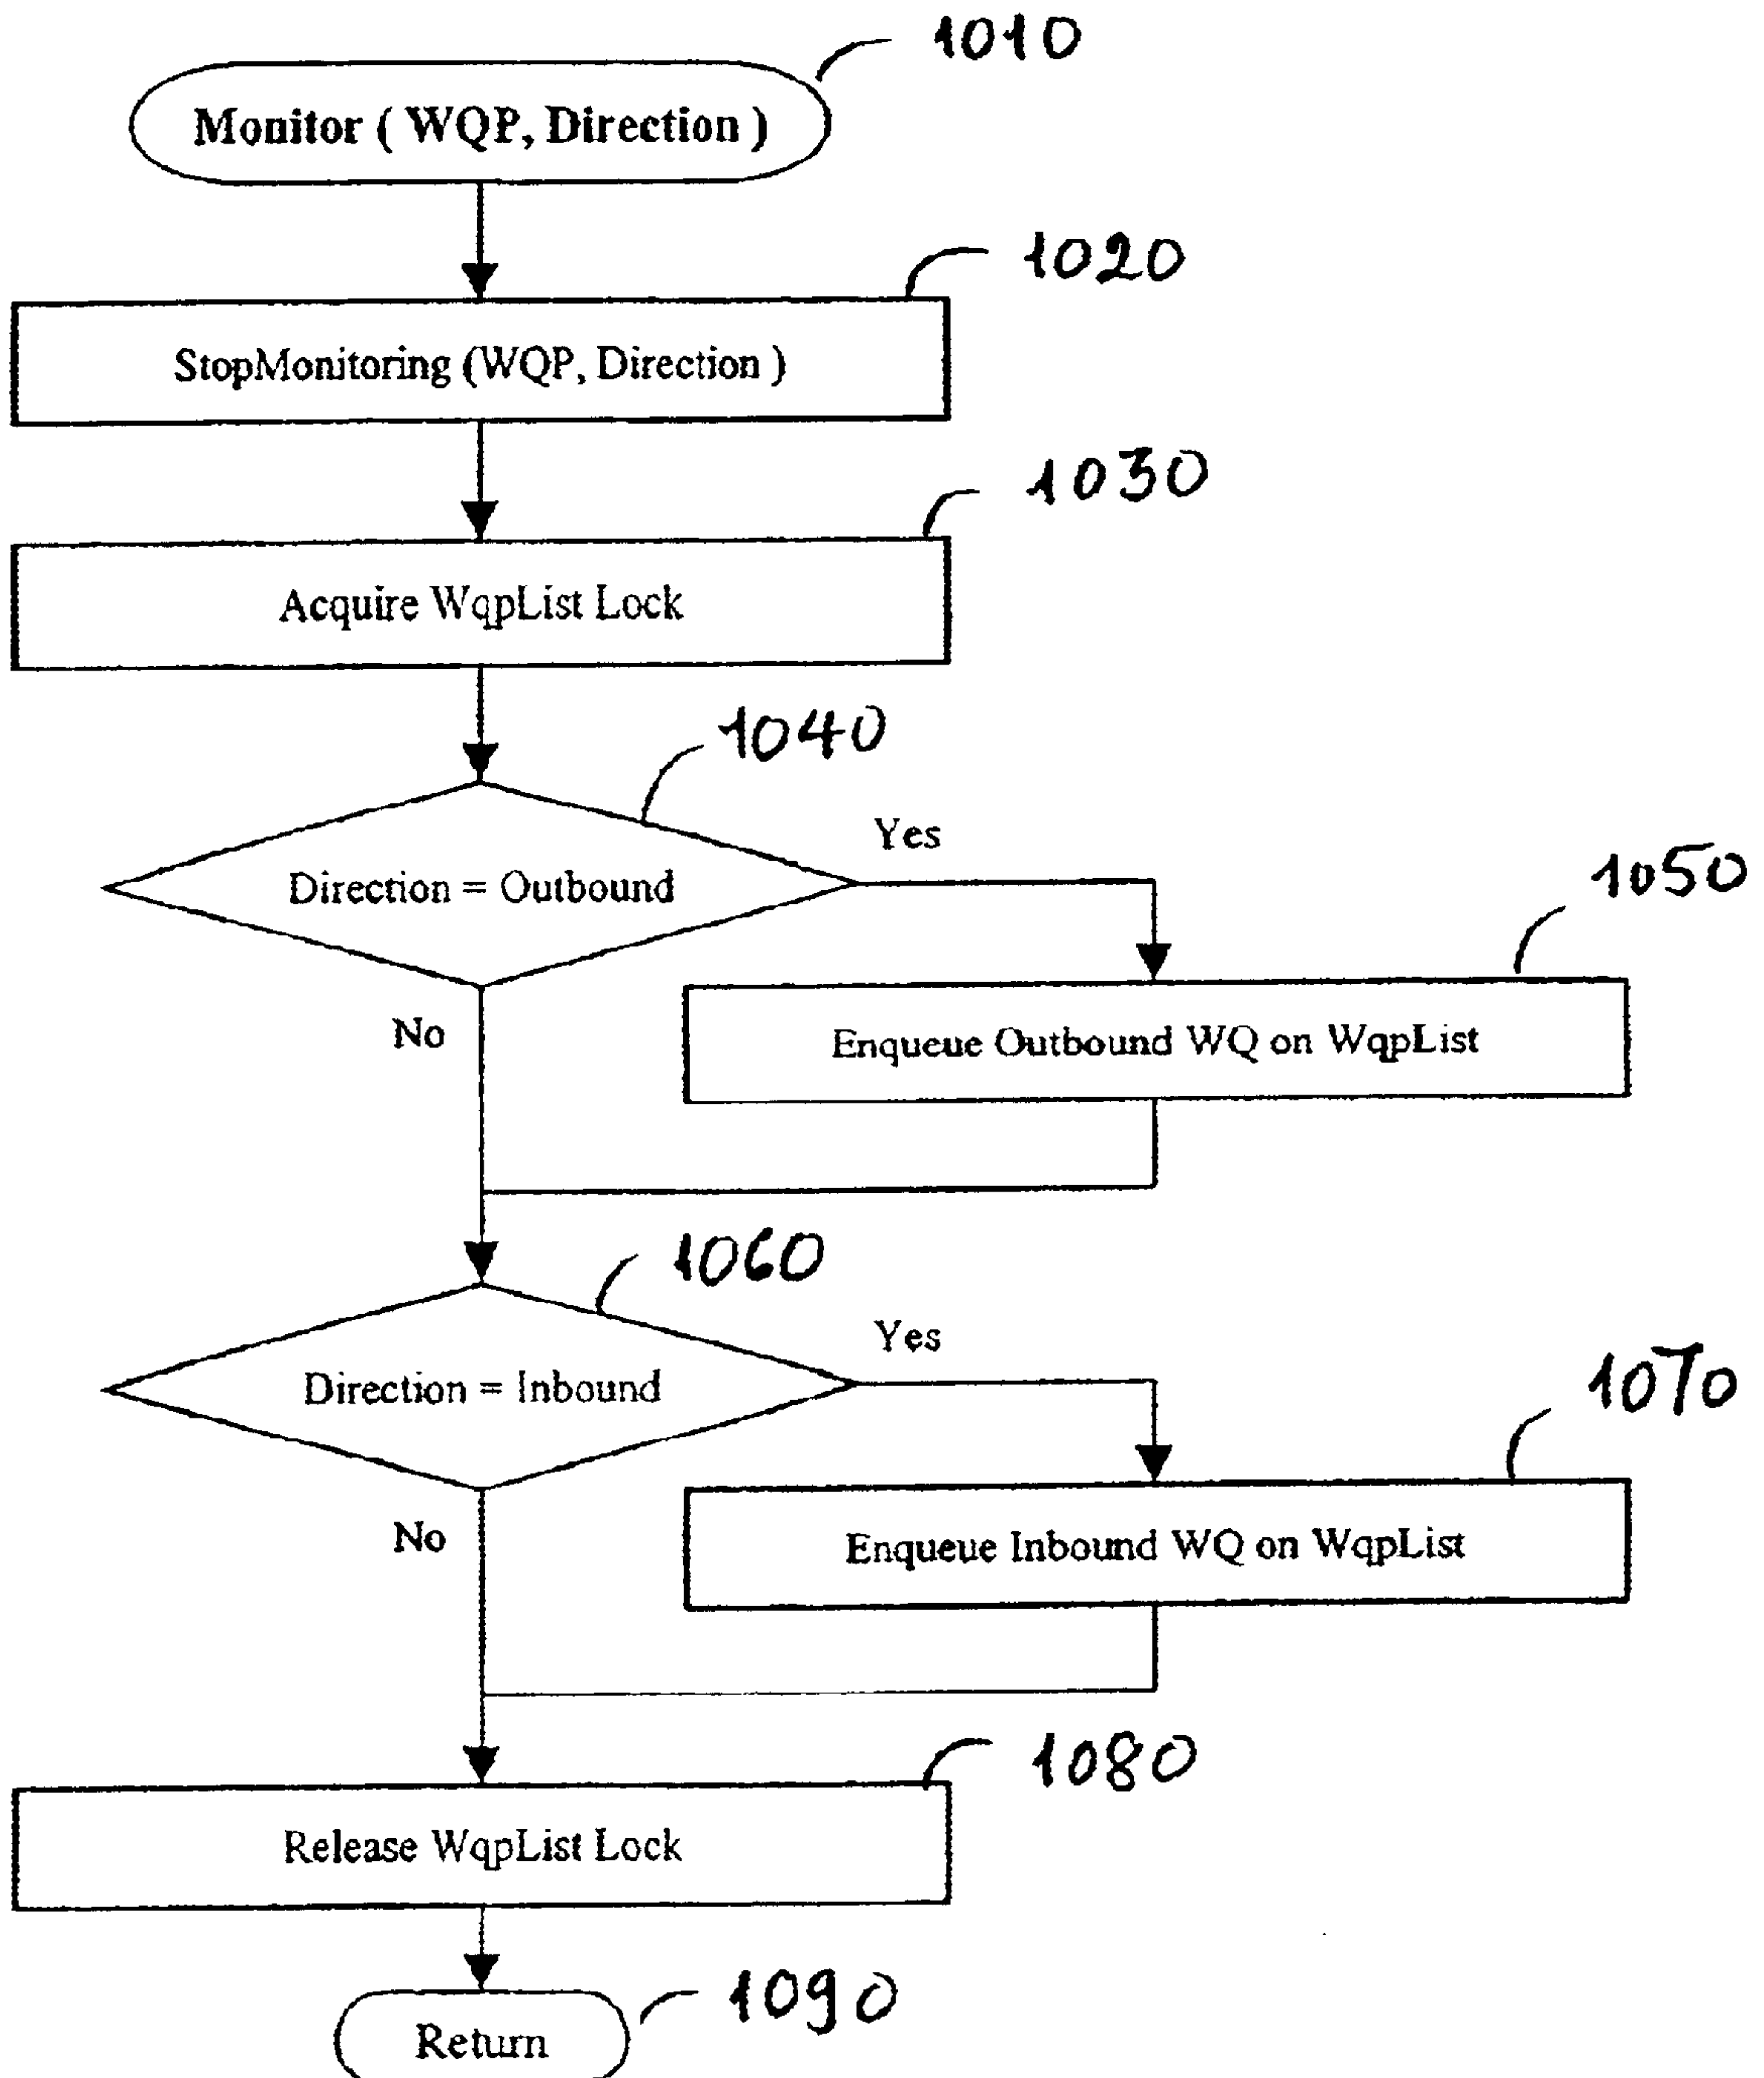 1010
Monitor ( WQP, Direction )
1020
StopMonitoring (WQP, Direction )
1030
Acquire WqpList Lock
1040
Direction = Outbound
Yes
1050
No
Enqueue Outbound WQ on WqpList
1060
Direction = Inbound
Yes
1070
No
Enqueue Inbound WQ on WqpList
1080
Release WqpList Lock
1090
Return